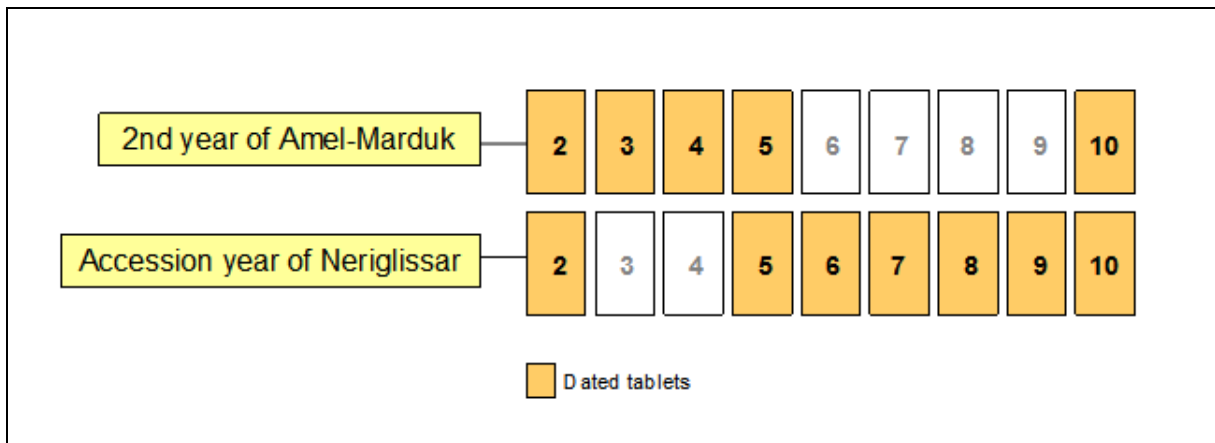 2nd year of Amel-Marduk 2 3 4 5 6 7 8 9 10
Accession year of Neriglissar 2 3 4 5 6 7 8 9 10
Dated tablets